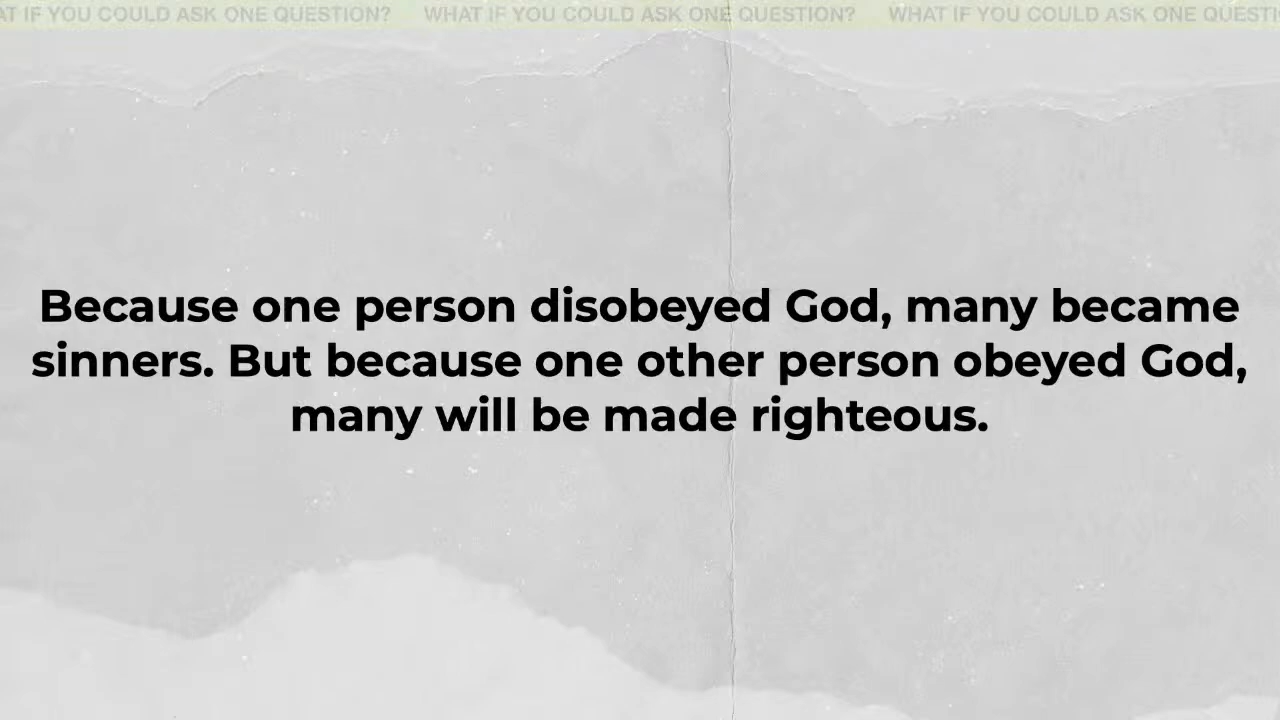 AT IF YOU COULD ASK ONE QUESTION? WHAT IF YOU COULD ASK ONE QUESTION? WHAT IF YOU COULD ASK ONE QUESTI
Because one person disobeyed God, many became
sinners. But because one other person obeyed God,
many will be made righteous.